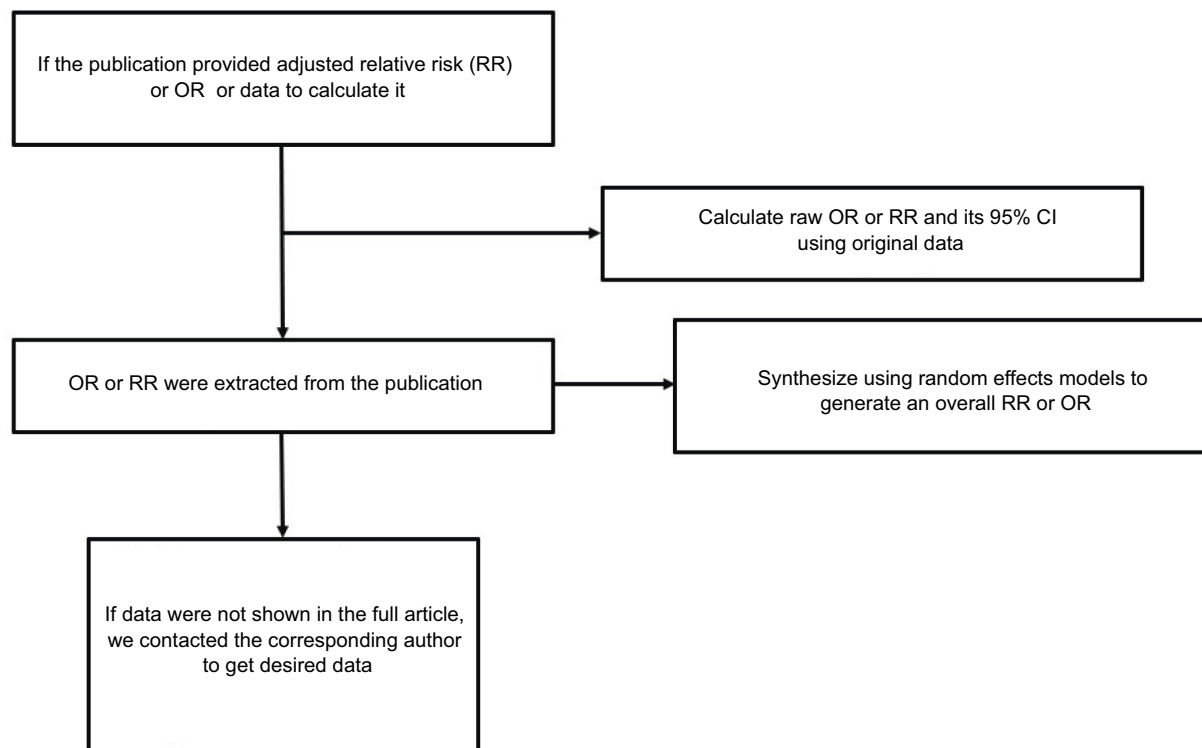 If the publication provided adjusted relative risk (RR)
or OR or data to calculate it
Calculate raw OR or RR and its 95% CI
using original data
OR or RR were extracted from the publication
Synthesize using random effects models to
generate an overall RR or OR
If data were not shown in the full article,
we contacted the corresponding author
to get desired data